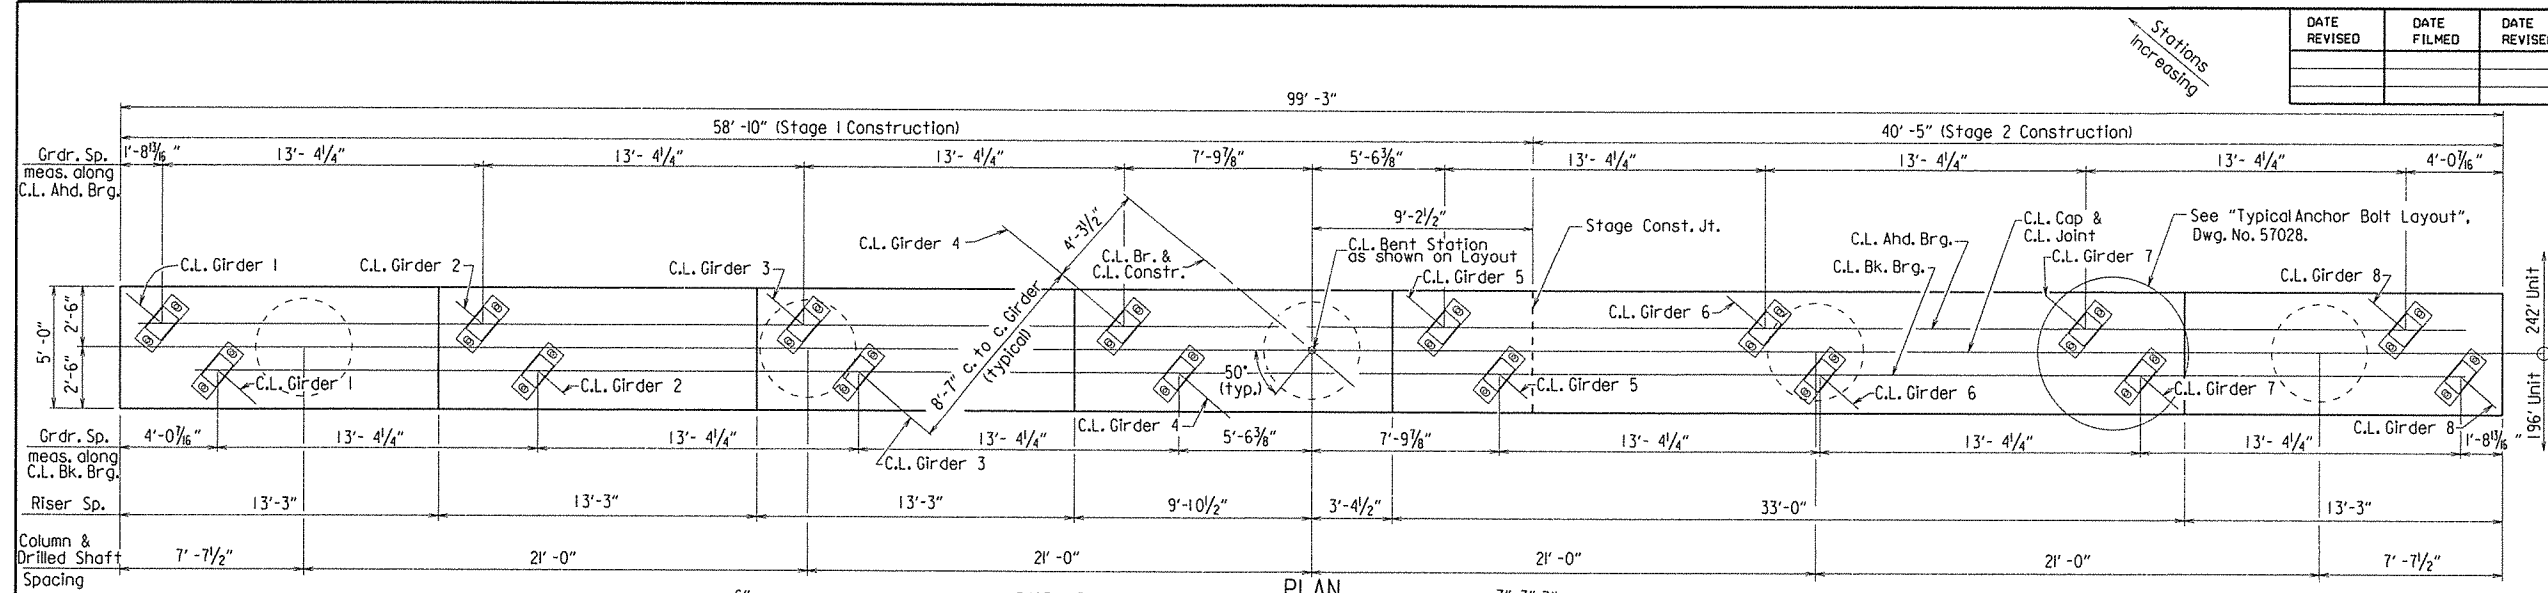 Stations
Increasing
DATE REVISED
DATE FILMED
DATE
99'-3"
58'-10" (Stage 1 Construction)
40'-5" (Stage 2 Construction)
Grdr. Sp.
meas. along
C.L. Ahd. Brg.
1'-8 13/16"
13'-4 1/4"
13'-4 1/4"
13'-4 1/4"
7'-9 7/8"
5'-6 3/8"
13'-4 1/4"
13'-4 1/4"
13'-4 1/4"
4'-0 7/16"
9'-2 1/2"
4'-3 1/2"
8'-7" c. to c. Girder
(typical)
C.L. Girder 1
C.L. Girder 2
C.L. Girder 3
C.L. Girder 4
C.L. Br. &
C.L. Constr.
C.L. Bent Station
as shown on Layout
C.L. Girder 5
Stage Const. Jt.
C.L. Girder 6
C.L. Ahd. Brg.
C.L. Bk. Brg.
C.L. Cap &
C.L. Joint
C.L. Girder 7
See "Typical Anchor Bolt Layout",
Dwg. No. 57028.
C.L. Girder 8
5'-0"
2'-6"
2'-6"
50°
(typ.)
242' Unit
196' Unit
C.L. Girder 1
C.L. Girder 2
C.L. Girder 3
C.L. Girder 4
C.L. Girder 5
C.L. Girder 6
C.L. Girder 7
C.L. Girder 8
Grdr. Sp.
meas. along
C.L. Bk. Brg.
4'-0 7/16"
13'-4 1/4"
13'-4 1/4"
13'-4 1/4"
5'-6 3/8"
7'-9 7/8"
13'-4 1/4"
13'-4 1/4"
13'-4 1/4"
1'-8 13/16"
Riser Sp.
13'-3"
13'-3"
13'-3"
9'-10 1/2"
3'-4 1/2"
33'-0"
13'-3"
Column &
Drilled Shaft
Spacing
7'-7 1/2"
21'-0"
21'-0"
21'-0"
21'-0"
7'-7 1/2"
PLAN